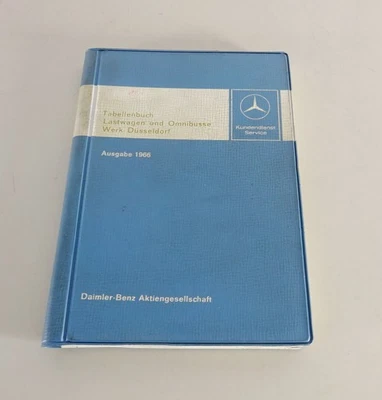 Tabellenbuch
Lastwagen und Omnibusse
Werk Düsseldorf
Kundendienst
Service
Ausgabe 1966
Daimler-Benz Aktiengesellschaft